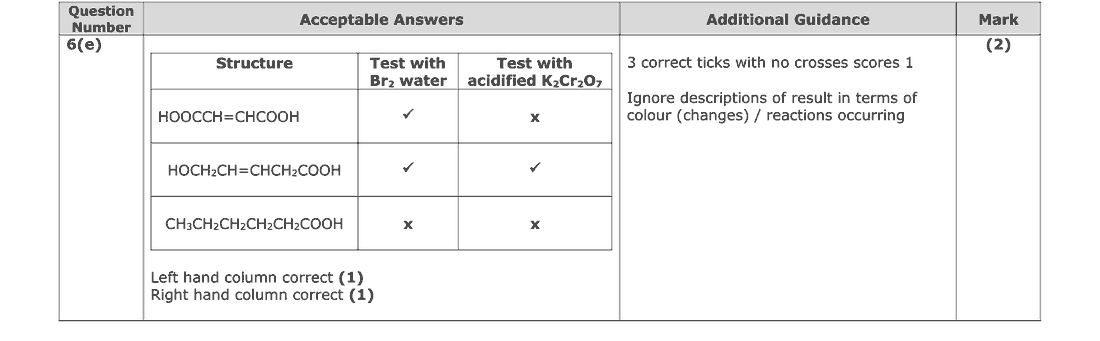 Question Number
Acceptable Answers
Additional Guidance
Mark
6(e)
(2)
Structure
Test with Br₂ water
Test with acidified K₂Cr₂O₇
HOOCCH=CHCOOH
✓
x
HOCH₂CH=CHCH₂COOH
✓
✓
CH₃CH₂CH₂CH₂CH₂COOH
x
x
Left hand column correct (1)
Right hand column correct (1)
3 correct ticks with no crosses scores 1
Ignore descriptions of result in terms of
colour (changes) / reactions occurring